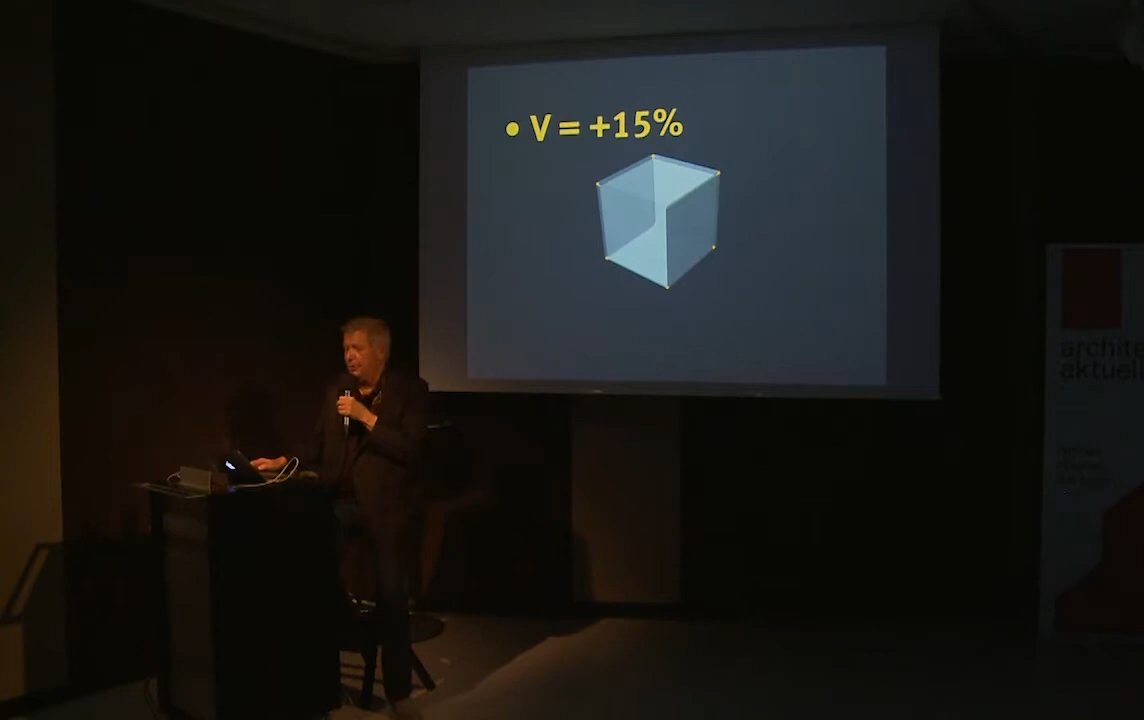 • V = +15%
archite
aktuell